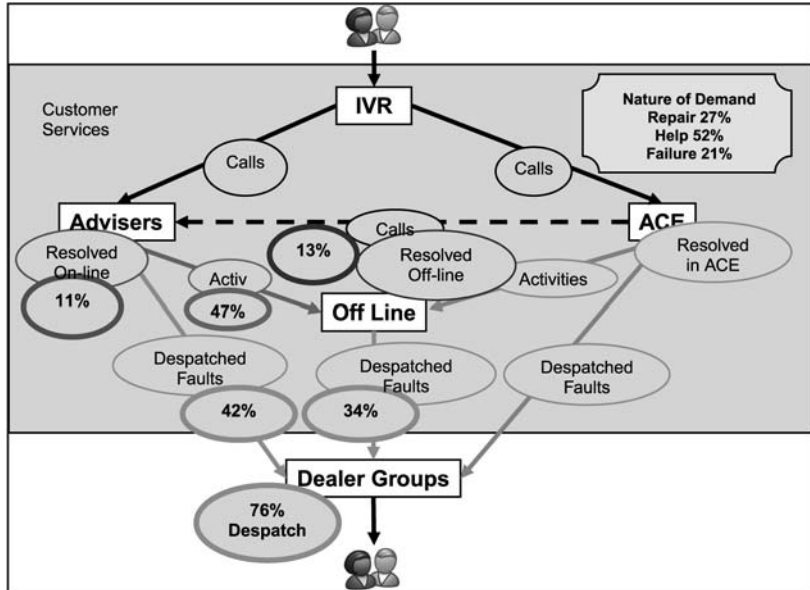 IVR
Customer
Services
Nature of Demand
Repair 27%
Help 52%
Failure 21%
Calls
Calls
Advisers
ACE
Calls
Resolved
On-line
13%
Resolved
Off-line
Resolved
in ACE
11%
Activ
47%
Activities
Off Line
Despatched
Faults
Despatched
Faults
Despatched
Faults
42%
34%
Dealer Groups
76%
Despatch